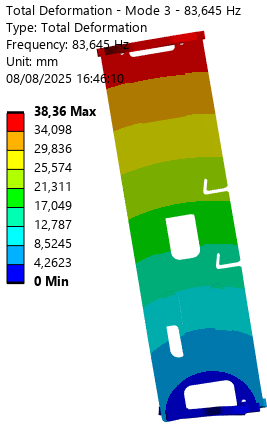 Total Deformation - Mode 3 - 83,645 Hz
Type: Total Deformation
Frequency: 83,645 Hz
Unit: mm
08/08/2025 16:46:10
38,36 Max
34,098
29,836
25,574
21,311
17,049
12,787
8,5245
4,2623
0 Min